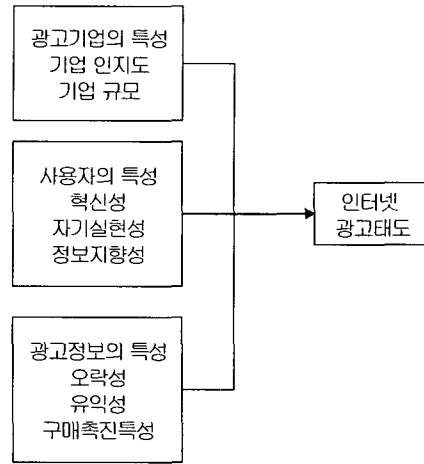 광고기업의 특성
기업 인지도
기업 규모
사용자의 특성
혁신성
자기실현성
정보지향성
인터넷
광고태도
광고정보의 특성
오락성
유익성
구매촉진특성